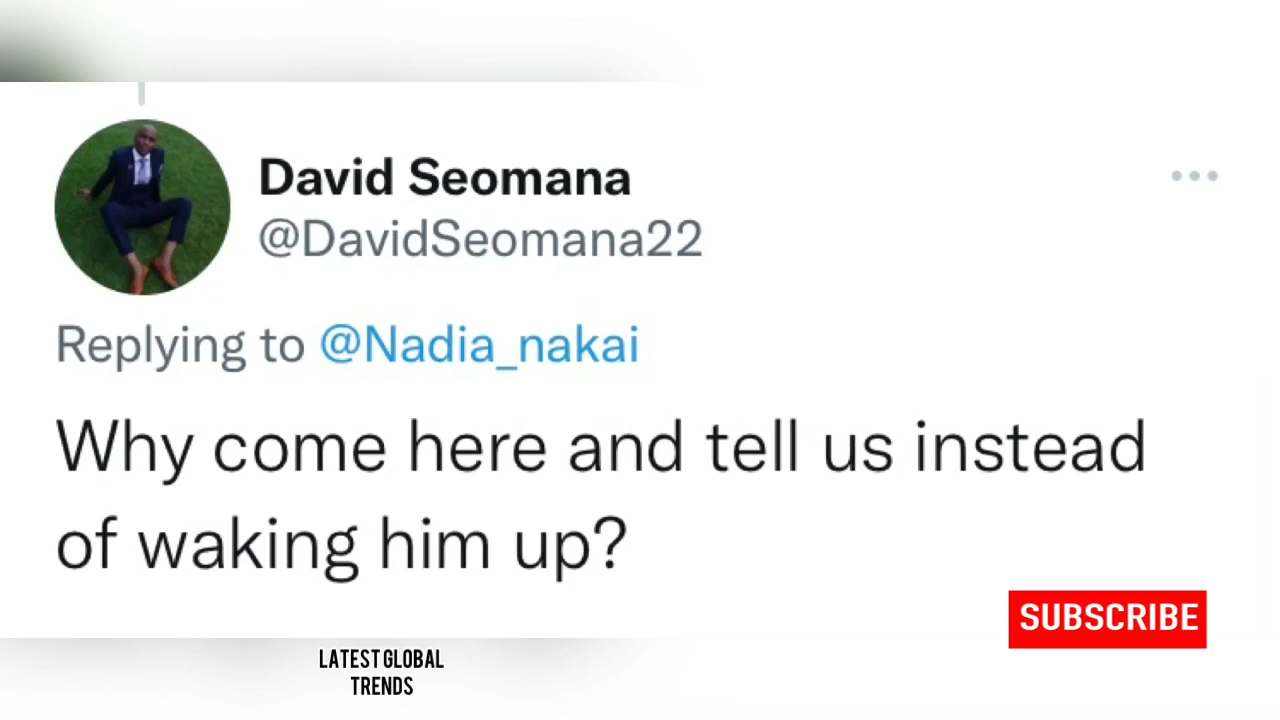 David Seomana
@DavidSeomana22
Replying to @Nadia_nakai
Why come here and tell us instead
of waking him up?
SUBSCRIBE
LATEST GLOBAL
TRENDS